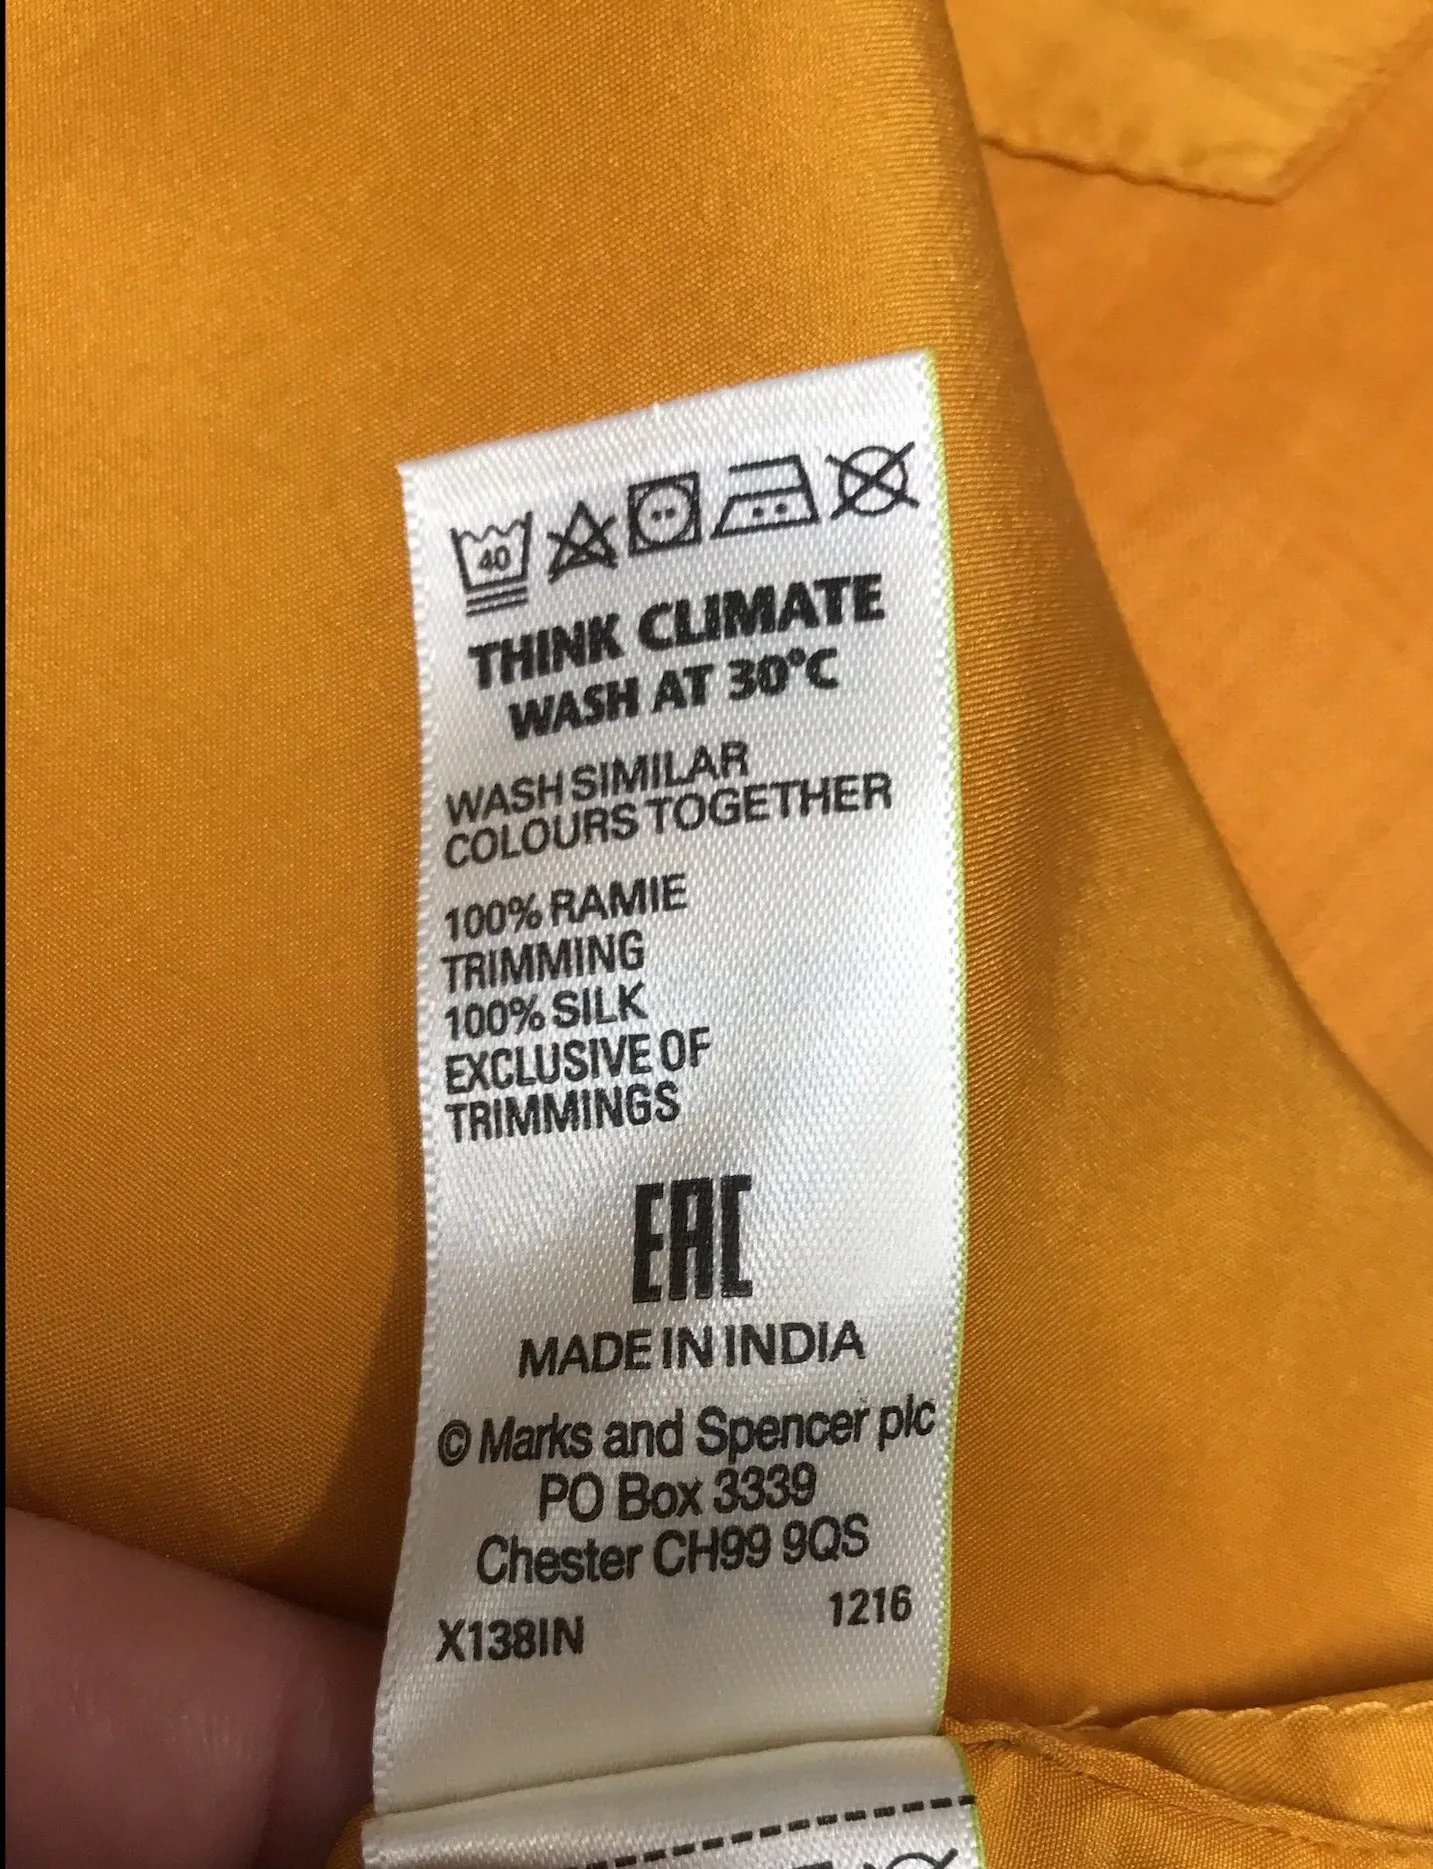 40
THINK CLIMATE
WASH AT 30°C
WASH SIMILAR
COLOURS TOGETHER
100% RAMIE
TRIMMING
100% SILK
EXCLUSIVE OF
TRIMMINGS
EAC
MADE IN INDIA
© Marks and Spencer plc
PO Box 3339
Chester CH99 9QS
1216
X138IN